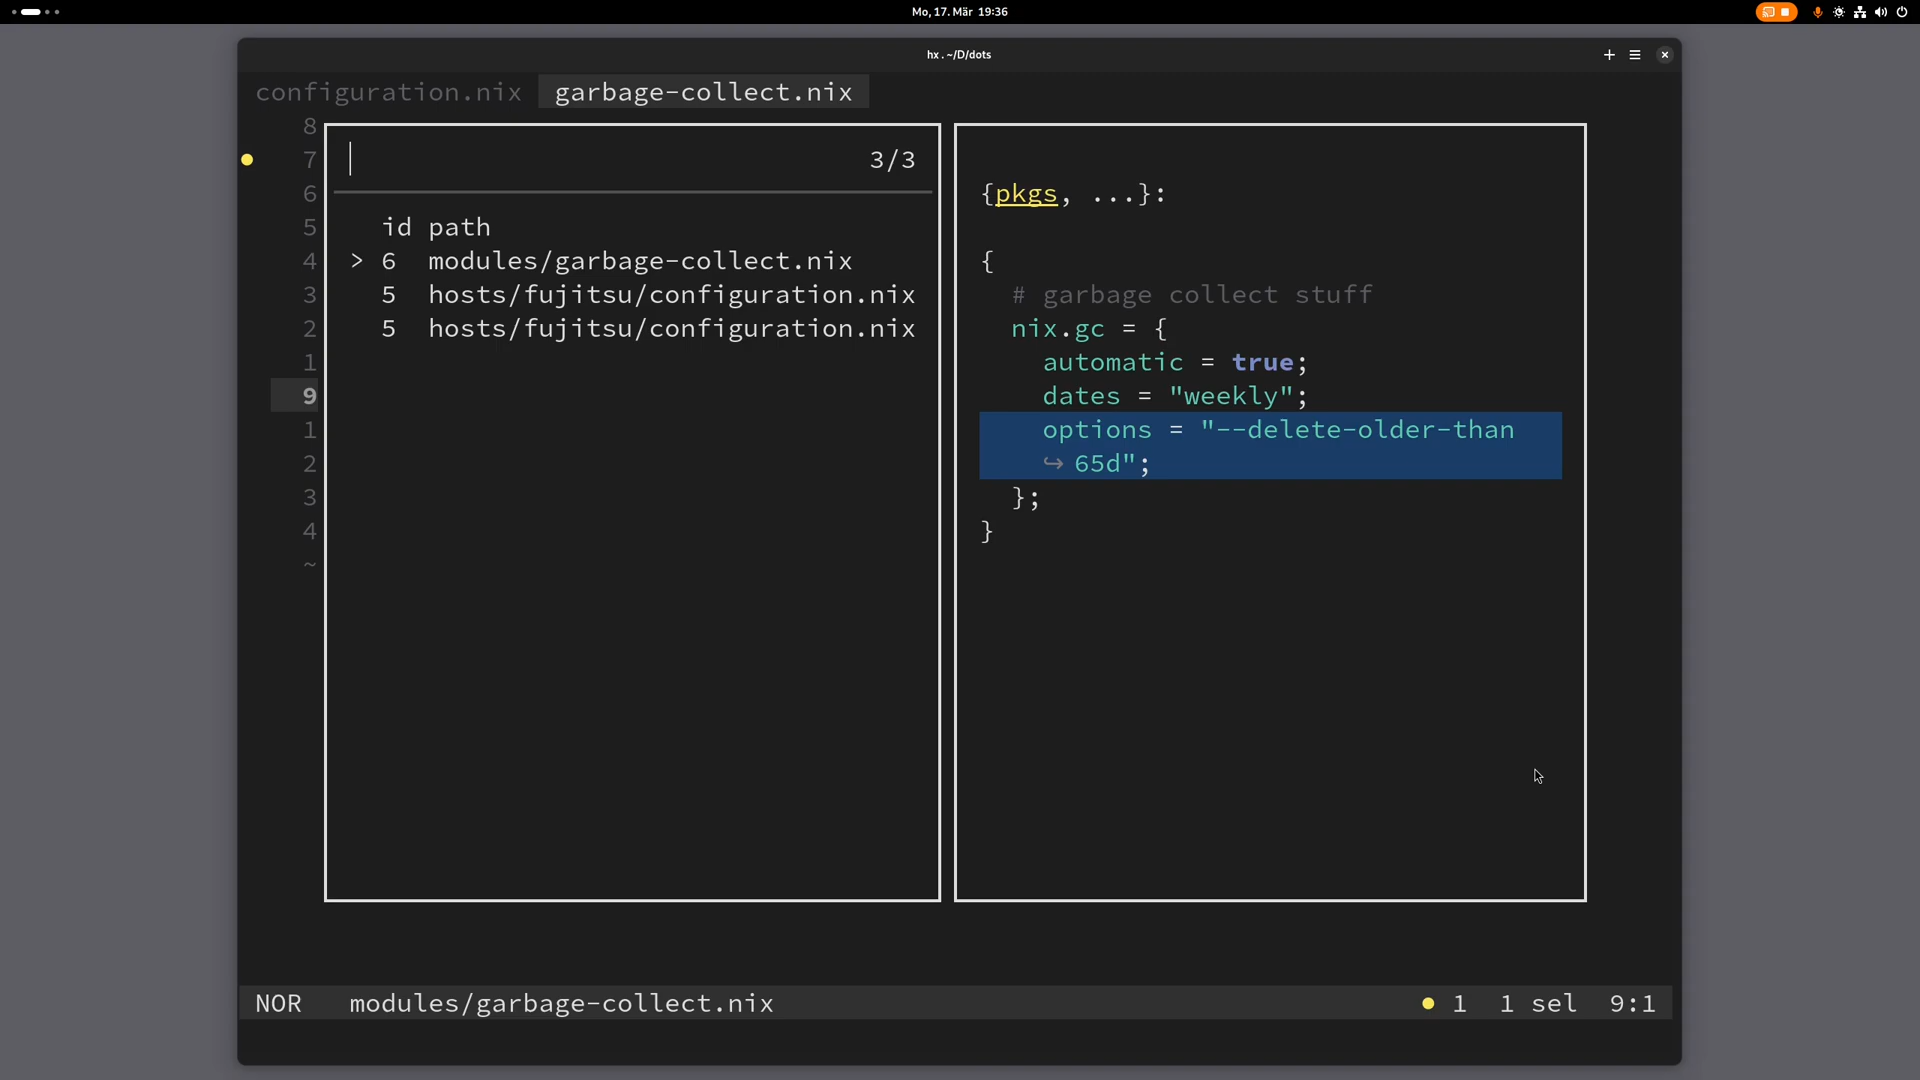 Mo, 17. Mär 19:36
hx . ~/D/dots
configuration.nix garbage-collect.nix
8
7
6
5
4
3
2
1
9
1
2
3
4
~
3/3
id path
> 6 modules/garbage-collect.nix
5 hosts/fujitsu/configuration.nix
5 hosts/fujitsu/configuration.nix
{pkgs, ...}:
{
# garbage collect stuff
nix.gc = {
automatic = true;
dates = "weekly";
options = "--delete-older-than
↪ 65d";
};
}
NOR modules/garbage-collect.nix ● 1 1 sel 9:1